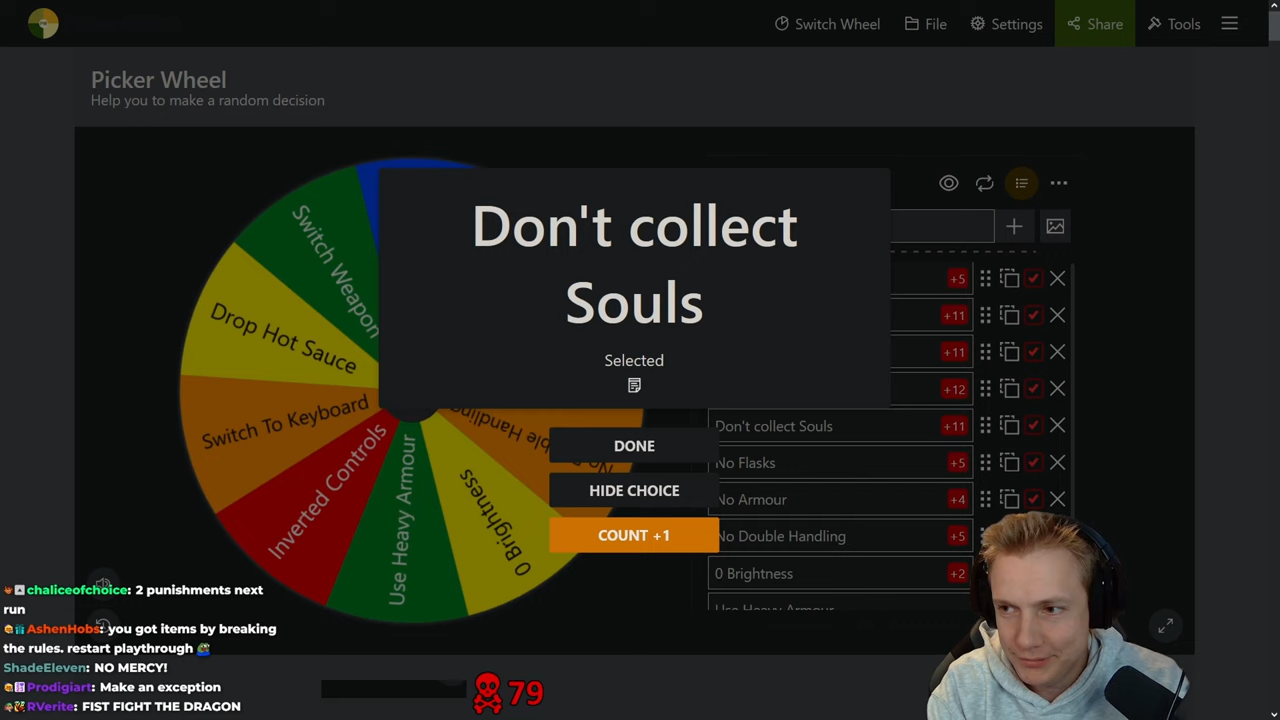 Switch Wheel
File
Settings
Share
Tools
Picker Wheel
Help you to make a random decision
Switch Weapon
Drop Hot Sauce
Switch To Keyboard
Inverted Controls
Use Heavy Armour
0 Brightness
Don't collect
Souls
Selected
DONE
HIDE CHOICE
COUNT +1
+5
+11
+11
+12
Don't collect Souls
+11
No Flasks
+5
No Armour
+4
No Double Handling
+5
0 Brightness
+2
Use Heavy Armour
chaliceofchoice: 2 punishments next
run
AshenHobs: you got items by breaking
the rules. restart playthrough
ShadeEleven: NO MERCY!
Prodigiart: Make an exception
RVerite: FIST FIGHT THE DRAGON
79